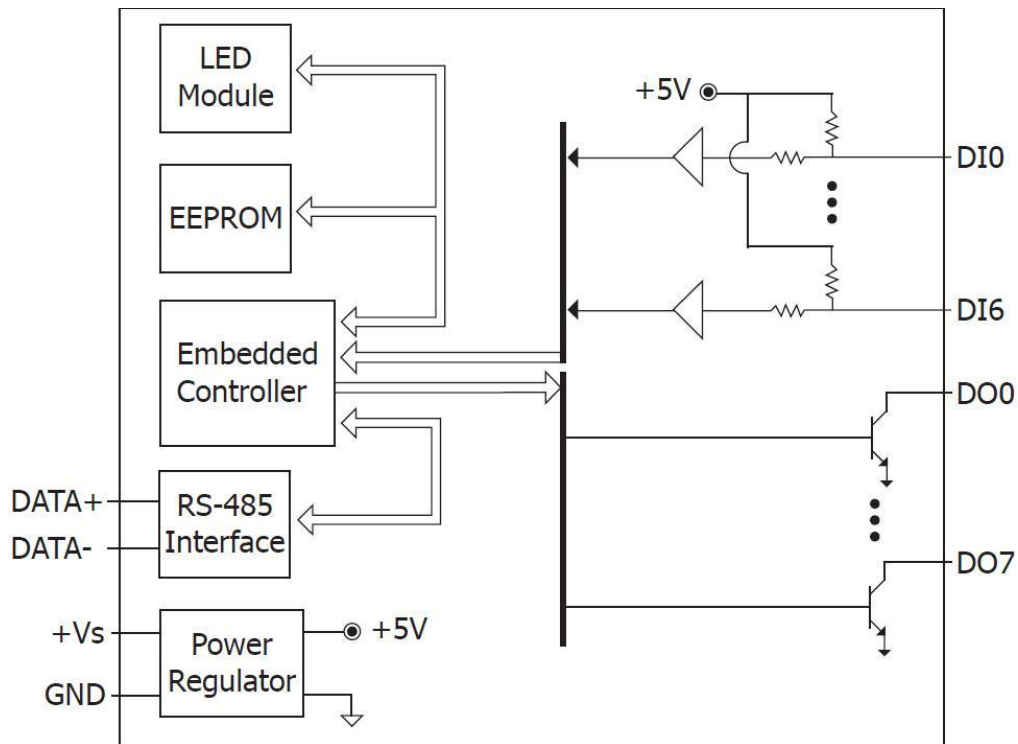 LED
Module
EEPROM
Embedded
Controller
DATA+
DATA-
RS-485
Interface
+Vs
GND
Power
Regulator
+5V
+5V
DI0
DI6
DO0
DO7